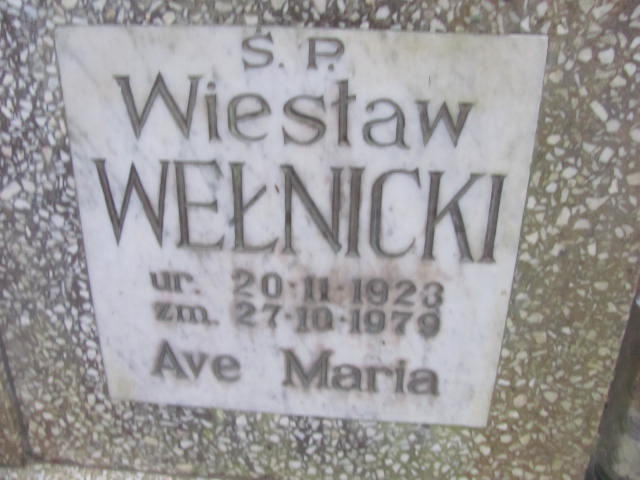 Ś.P.
Wiesław
WEŁNICKI
ur. 20-11-1923
zm. 27-10-1979
Ave Maria